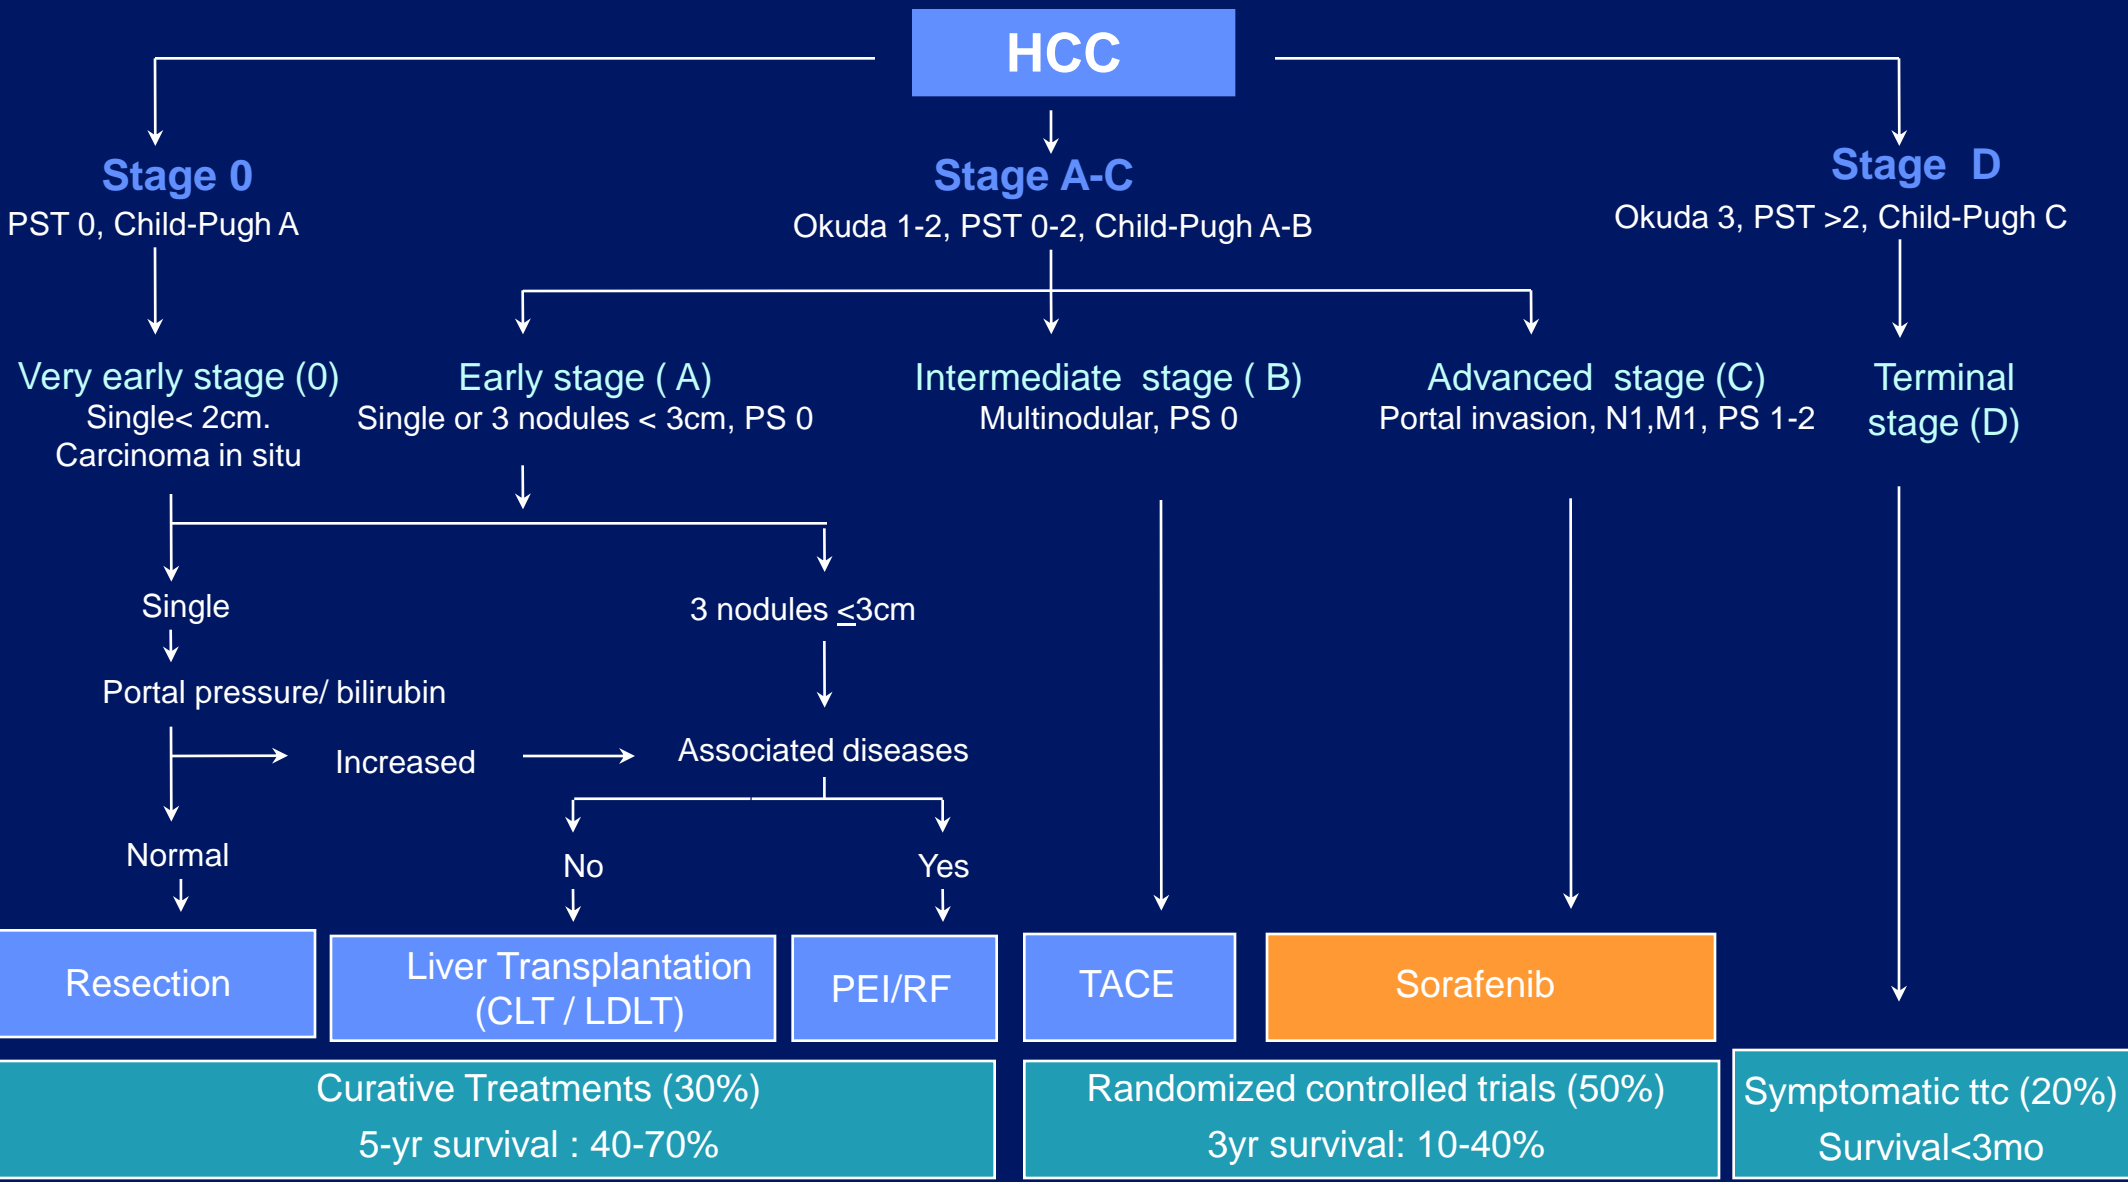 HCC
Stage 0
PST 0, Child-Pugh A
Stage A-C
Okuda 1-2, PST 0-2, Child-Pugh A-B
Stage  D
Okuda 3, PST >2, Child-Pugh C
Very early stage (0)
Single< 2cm.
Carcinoma in situ
Early stage ( A)
Single or 3 nodules < 3cm, PS 0
Intermediate  stage ( B)
Multinodular, PS 0
Advanced  stage (C)
Portal invasion, N1,M1, PS 1-2
Terminal
stage (D)
Single
3 nodules ≤3cm
Portal pressure/ bilirubin
Increased
Associated diseases
Normal
No
Yes
Resection
Liver Transplantation
(CLT / LDLT)
PEI/RF
TACE
Sorafenib
Curative Treatments (30%)
5-yr survival : 40-70%
Randomized controlled trials (50%)
3yr survival: 10-40%
Symptomatic ttc (20%)
Survival<3mo